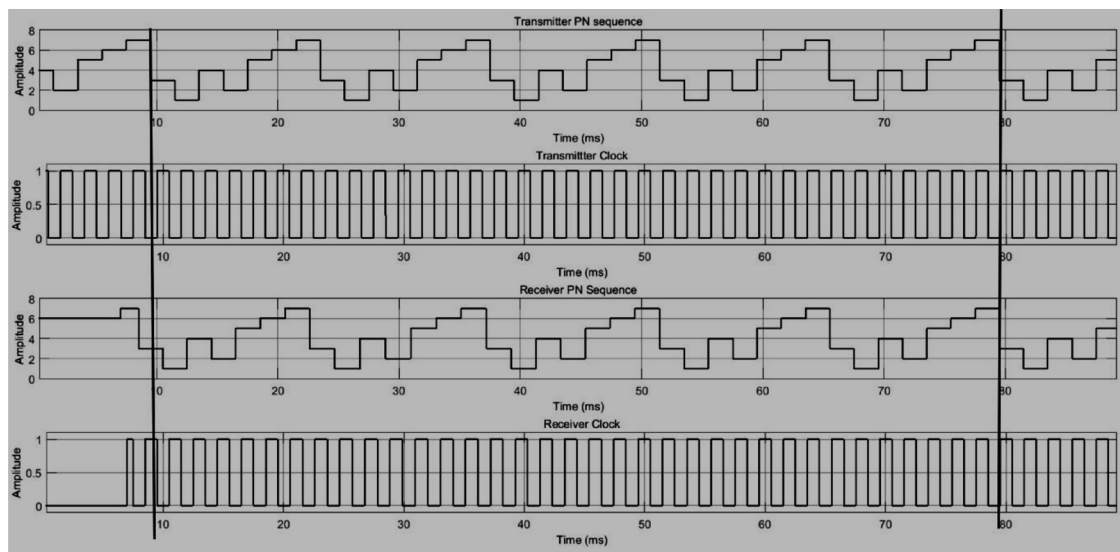 Transmitter PN sequence
Amplitude
8
6
4
2
0
10 20 30 40 50 60 70 80
Time (ms)
Transmittter Clock
Amplitude
1
0.5
0
10 20 30 40 50 60 70 80
Time (ms)
Receiver PN Sequence
Amplitude
8
6
4
2
0
10 20 30 40 50 60 70 80
Time (ms)
Receiver Clock
Amplitude
1
0.5
0
10 20 30 40 50 60 70 80
Time (ms)